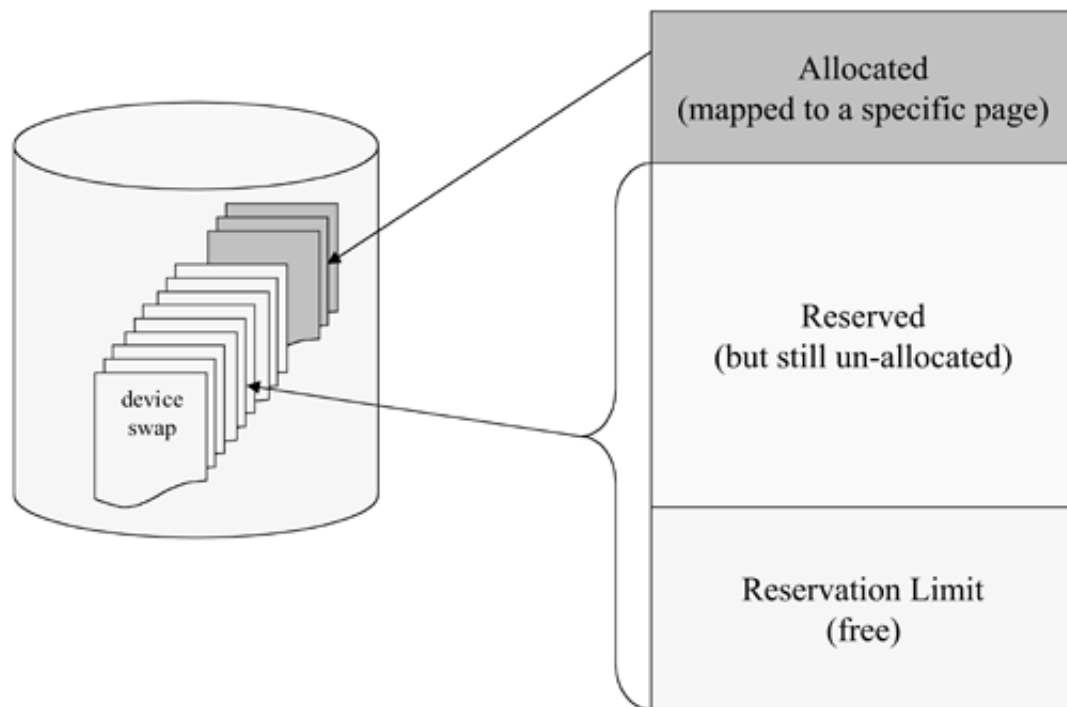 device
swap
Allocated
(mapped to a specific page)
Reserved
(but still un-allocated)
Reservation Limit
(free)